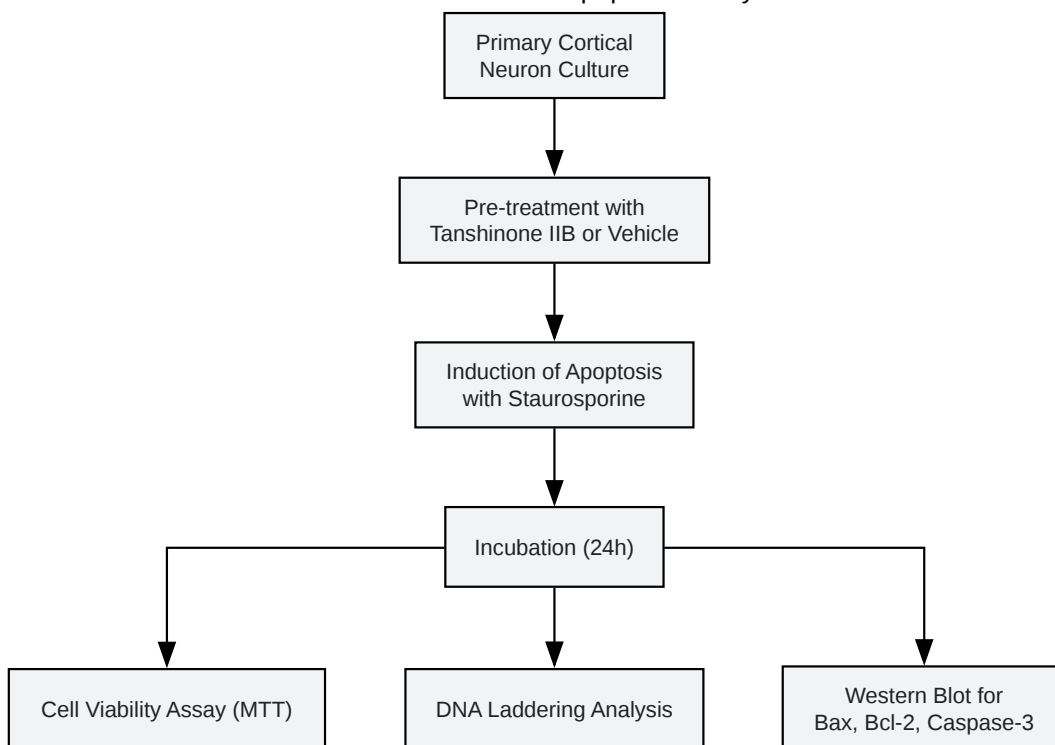 Primary Cortical
Neuron Culture
Pre-treatment with
Tanshinone IIB or Vehicle
Induction of Apoptosis
with Staurosporine
Incubation (24h)
Cell Viability Assay (MTT)
DNA Laddering Analysis
Western Blot for
Bax, Bcl-2, Caspase-3